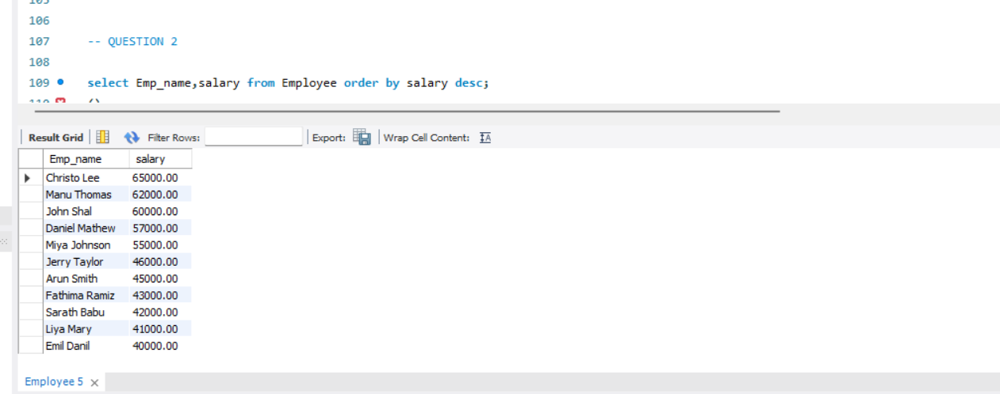 105
106
107 -- QUESTION 2
108
109 select Emp_name,salary from Employee order by salary desc;
110 ()
Result Grid Filter Rows: Export: Wrap Cell Content:
Emp_name salary
Christo Lee 65000.00
Manu Thomas 62000.00
John Shal 60000.00
Daniel Mathew 57000.00
Miya Johnson 55000.00
Jerry Taylor 46000.00
Arun Smith 45000.00
Fathima Ramiz 43000.00
Sarath Babu 42000.00
Liya Mary 41000.00
Emil Danil 40000.00
Employee 5